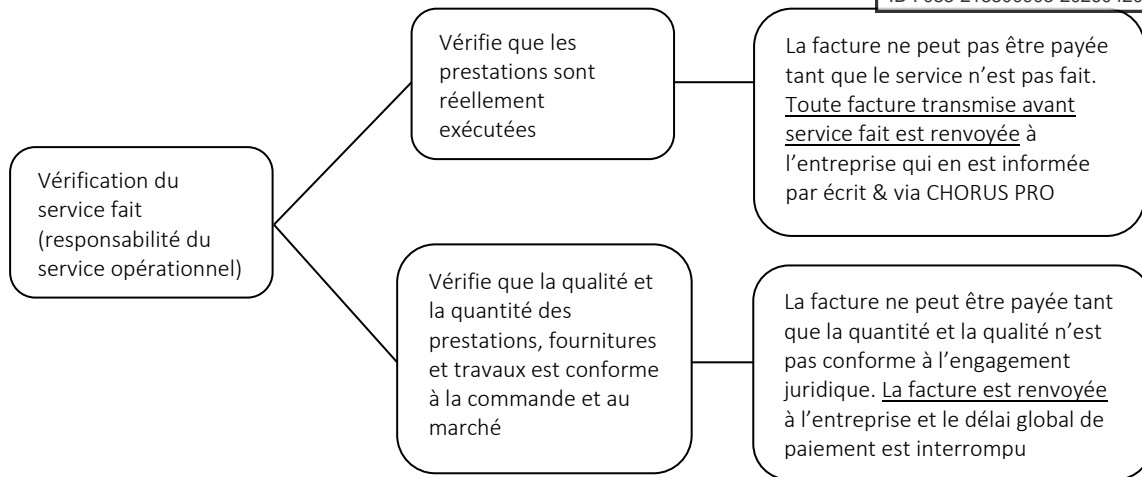 Vérification du
service fait
(responsabilité du
service opérationnel)
Vérifie que les
prestations sont
réellement
exécutées
La facture ne peut pas être payée
tant que le service n'est pas fait.
Toute facture transmise avant
service fait est renvoyée à
l'entreprise qui en est informée
par écrit & via CHORUS PRO
Vérifie que la qualité et
la quantité des
prestations, fournitures
et travaux est conforme
à la commande et au
marché
La facture ne peut être payée tant
que la quantité et la qualité n'est
pas conforme à l'engagement
juridique. La facture est renvoyée
à l'entreprise et le délai global de
paiement est interrompu